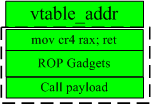 vtable_addr
mov cr4 rax; ret
ROP Gadgets
Call payload